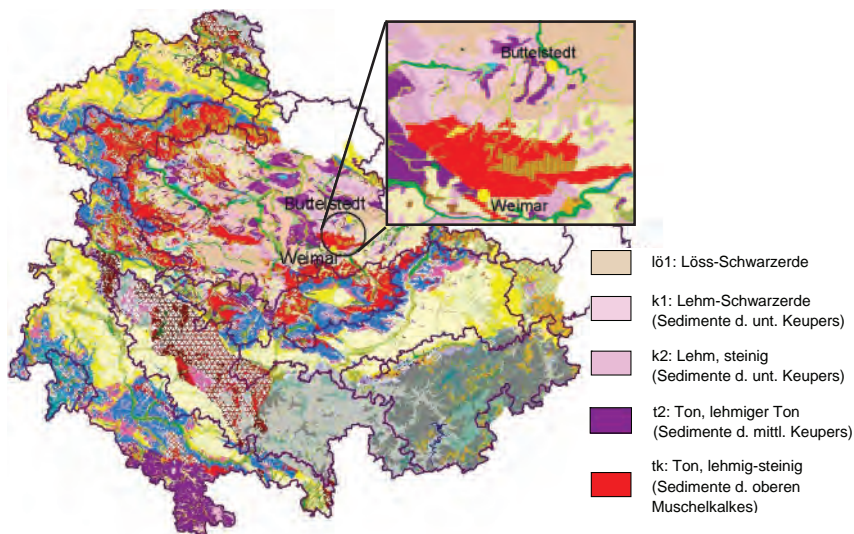 Buttelstedt
Weimar
Buttelstedt
Weimar
lö1: Löss-Schwarzerde
k1: Lehm-Schwarzerde
(Sedimente d. unt. Keupers)
k2: Lehm, steinig
(Sedimente d. unt. Keupers)
t2: Ton, lehmiger Ton
(Sedimente d. mittl. Keupers)
tk: Ton, lehmig-steinig
(Sedimente d. oberen
Muschelkalkes)